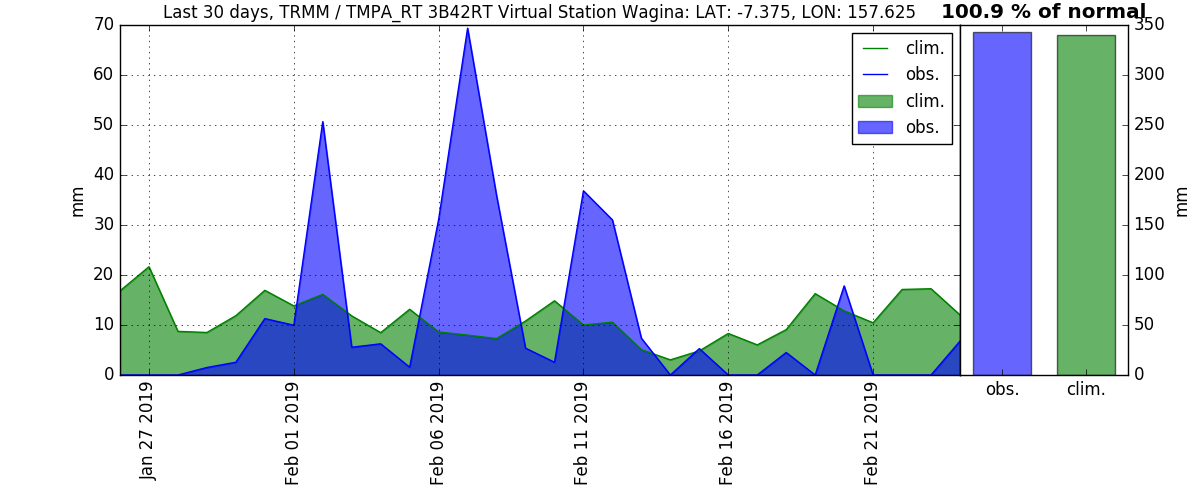 Last 30 days, TRMM / TMPA_RT 3B42RT Virtual Station Wagina: LAT: -7.375, LON: 157.625
100.9 % of normal
70
60
50
40
30
20
10
0
mm
clim.
obs.
clim.
obs.
Jan 27 2019
Feb 01 2019
Feb 06 2019
Feb 11 2019
Feb 16 2019
Feb 21 2019
350
300
250
200
150
100
50
0
mm
obs.
clim.